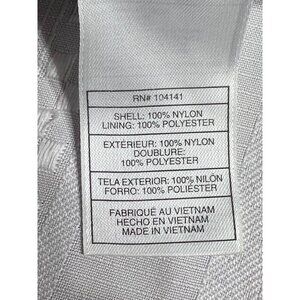 RN# 104141
SHELL: 100% NYLON
LINING: 100% POLYESTER
EXTÉRIEUR: 100% NYLON
DOUBLURE:
100% POLYESTER
TELA EXTERIOR: 100% NILÓN
FORRO: 100% POLIÉSTER
FABRIQUÉ AU VIETNAM
HECHO EN VIETNAM
MADE IN VIETNAM